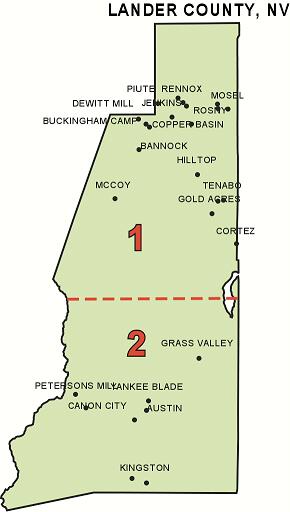 LANDER COUNTY, NV
PIUTE RENNOX
DEWITT MILL JENKINS MOSEL
ROSNY
BUCKINGHAM CAMP COPPER BASIN
BANNOCK
HILLTOP
MCCOY TENABO
GOLD ACRES
CORTEZ
1
2
GRASS VALLEY
PETERSONS MILL YANKEE BLADE
CANON CITY AUSTIN
KINGSTON